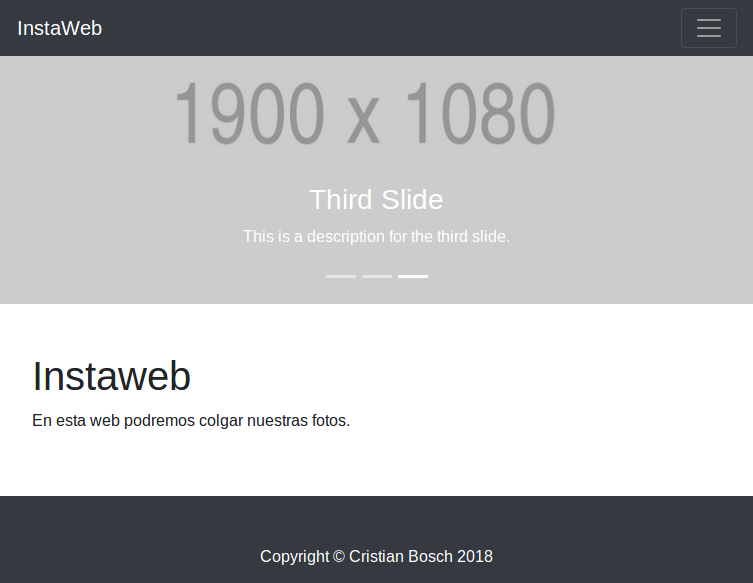 InstaWeb
1900 x 1080
Third Slide
This is a description for the third slide.
Instaweb
En esta web podremos colgar nuestras fotos.
Copyright © Cristian Bosch 2018